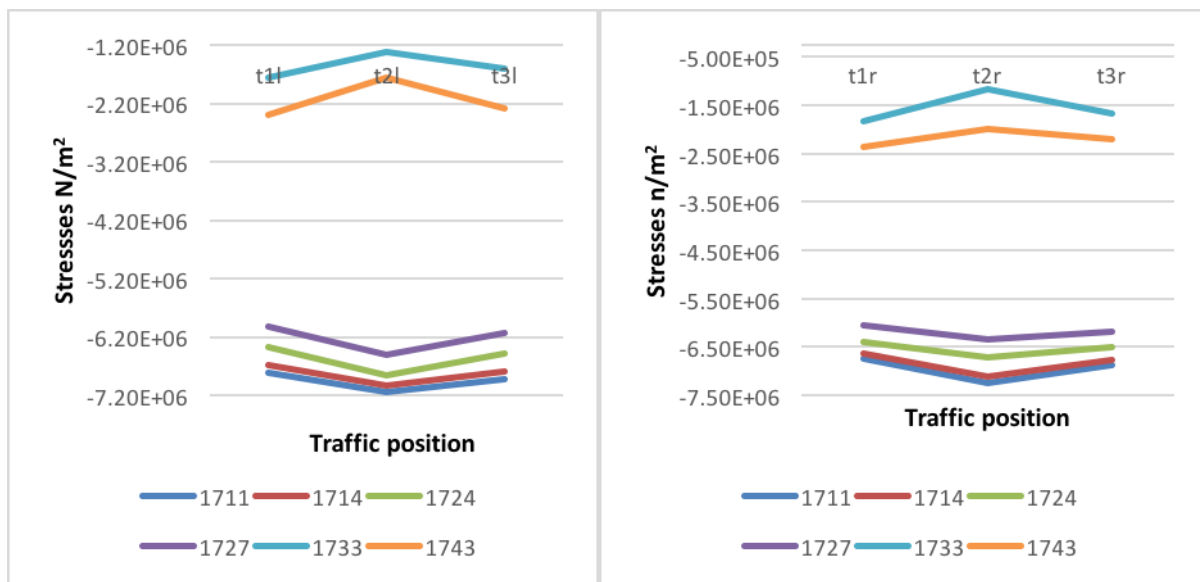 -1.20E+06
t1l t2l t3l
-2.20E+06
-3.20E+06
-4.20E+06
-5.20E+06
-6.20E+06
-7.20E+06
Stressses N/m²
Traffic position
1711 1714 1724
1727 1733 1743
-5.00E+05
t1r t2r t3r
-1.50E+06
-2.50E+06
-3.50E+06
-4.50E+06
-5.50E+06
-6.50E+06
-7.50E+06
Stresses n/m²
Traffic position
1711 1714 1724
1727 1733 1743